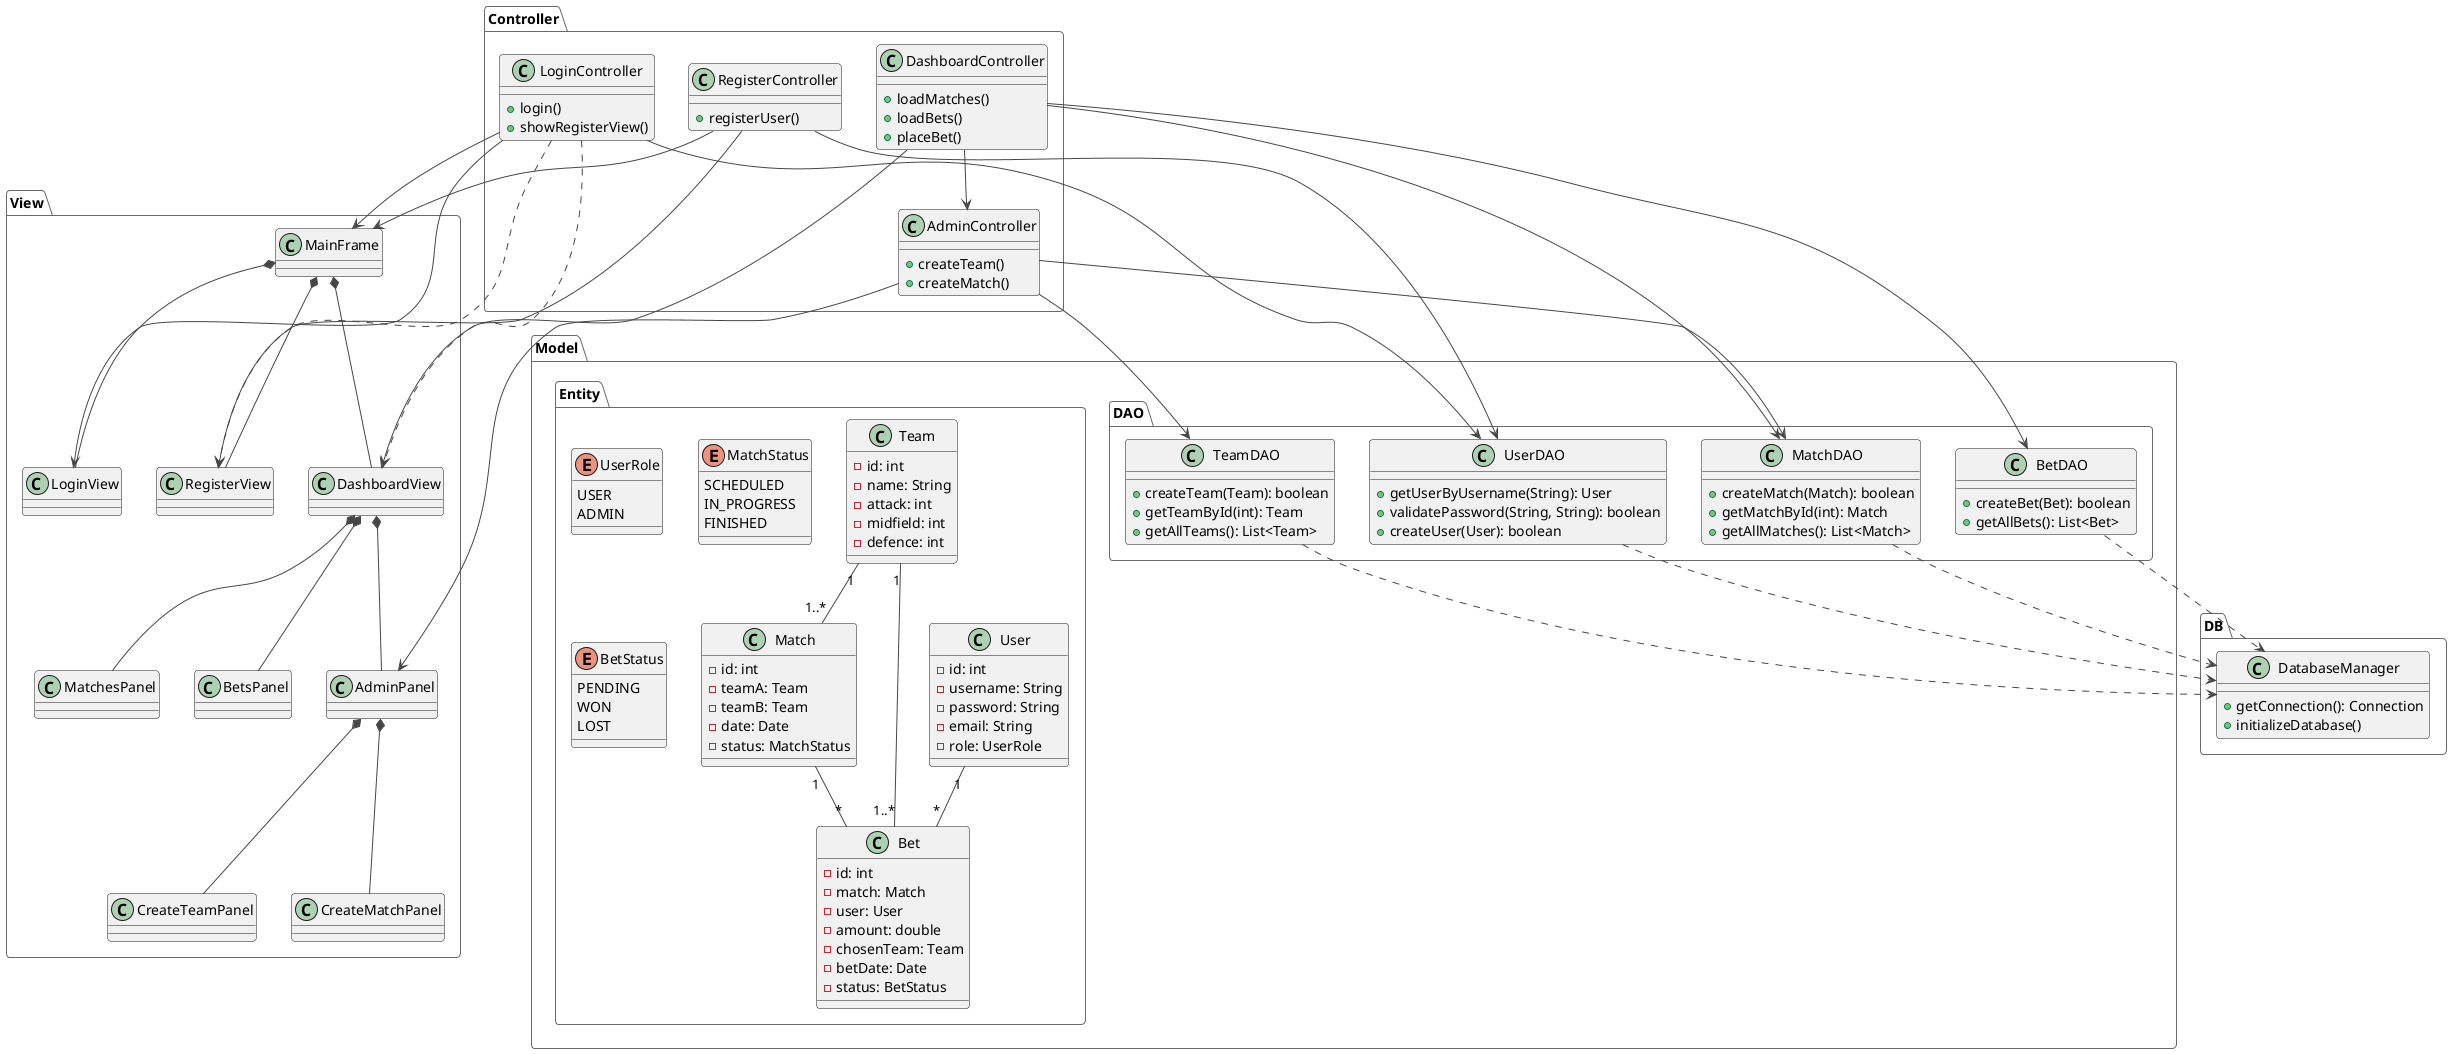 Controller
C LoginController
login()
showRegisterView()
C RegisterController
registerUser()
C DashboardController
loadMatches()
loadBets()
placeBet()
C AdminController
createTeam()
createMatch()
View
C MainFrame
C LoginView
C RegisterView
C DashboardView
C MatchesPanel
C BetsPanel
C AdminPanel
C CreateTeamPanel
C CreateMatchPanel
Model
Entity
E UserRole
USER
ADMIN
E MatchStatus
SCHEDULED
IN_PROGRESS
FINISHED
C Team
id: int
name: String
attack: int
midfield: int
defence: int
1
1
1..*
E BetStatus
PENDING
WON
LOST
C Match
id: int
teamA: Team
teamB: Team
date: Date
status: MatchStatus
C User
id: int
username: String
password: String
email: String
role: UserRole
1
1
*
1..*
*
C Bet
id: int
match: Match
user: User
amount: double
chosenTeam: Team
betDate: Date
status: BetStatus
DAO
C TeamDAO
createTeam(Team): boolean
getTeamById(int): Team
getAllTeams(): List<Team>
C UserDAO
getUserByUsername(String): User
validatePassword(String, String): boolean
createUser(User): boolean
C MatchDAO
createMatch(Match): boolean
getMatchById(int): Match
getAllMatches(): List<Match>
C BetDAO
createBet(Bet): boolean
getAllBets(): List<Bet>
DB
C DatabaseManager
getConnection(): Connection
initializeDatabase()